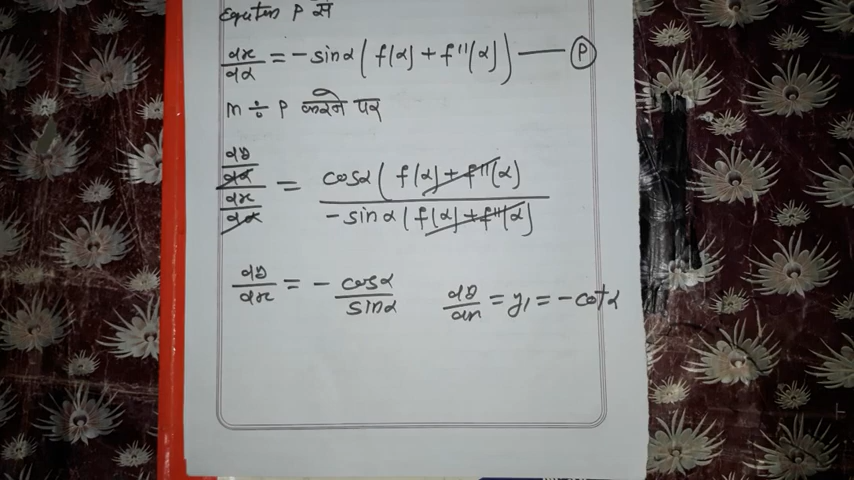 Equation P से
dx/dα = -sinα ( f(α) + f''(α) ) — P
m ÷ P करने पर
dy/dα / dx/dα = cosα ( f(α) + f''(α) ) / -sinα ( f(α) + f''(α) )
dy/dx = - cosα/sinα dy/dx = y₁ = -cotα